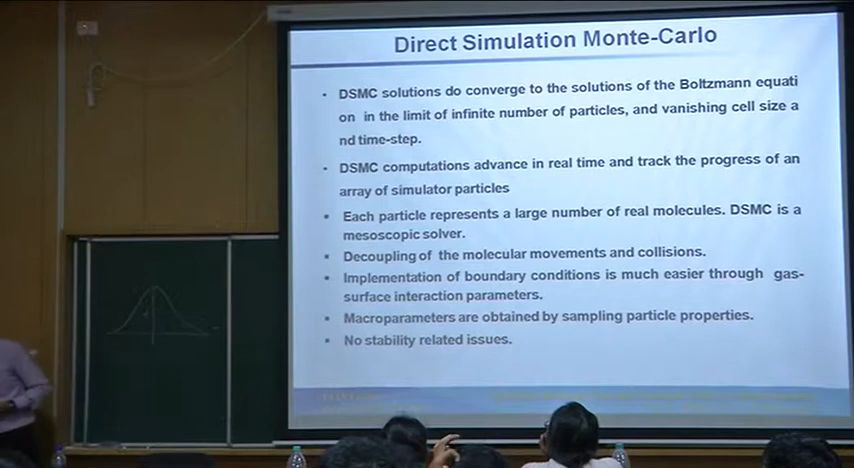 Direct Simulation Monte-Carlo
• DSMC solutions do converge to the solutions of the Boltzmann equati
on in the limit of infinite number of particles, and vanishing cell size a
nd time-step.
• DSMC computations advance in real time and track the progress of an
array of simulator particles
• Each particle represents a large number of real molecules. DSMC is a
mesoscopic solver.
• Decoupling of the molecular movements and collisions.
• Implementation of boundary conditions is much easier through gas-
surface interaction parameters.
• Macroparameters are obtained by sampling particle properties.
• No stability related issues.